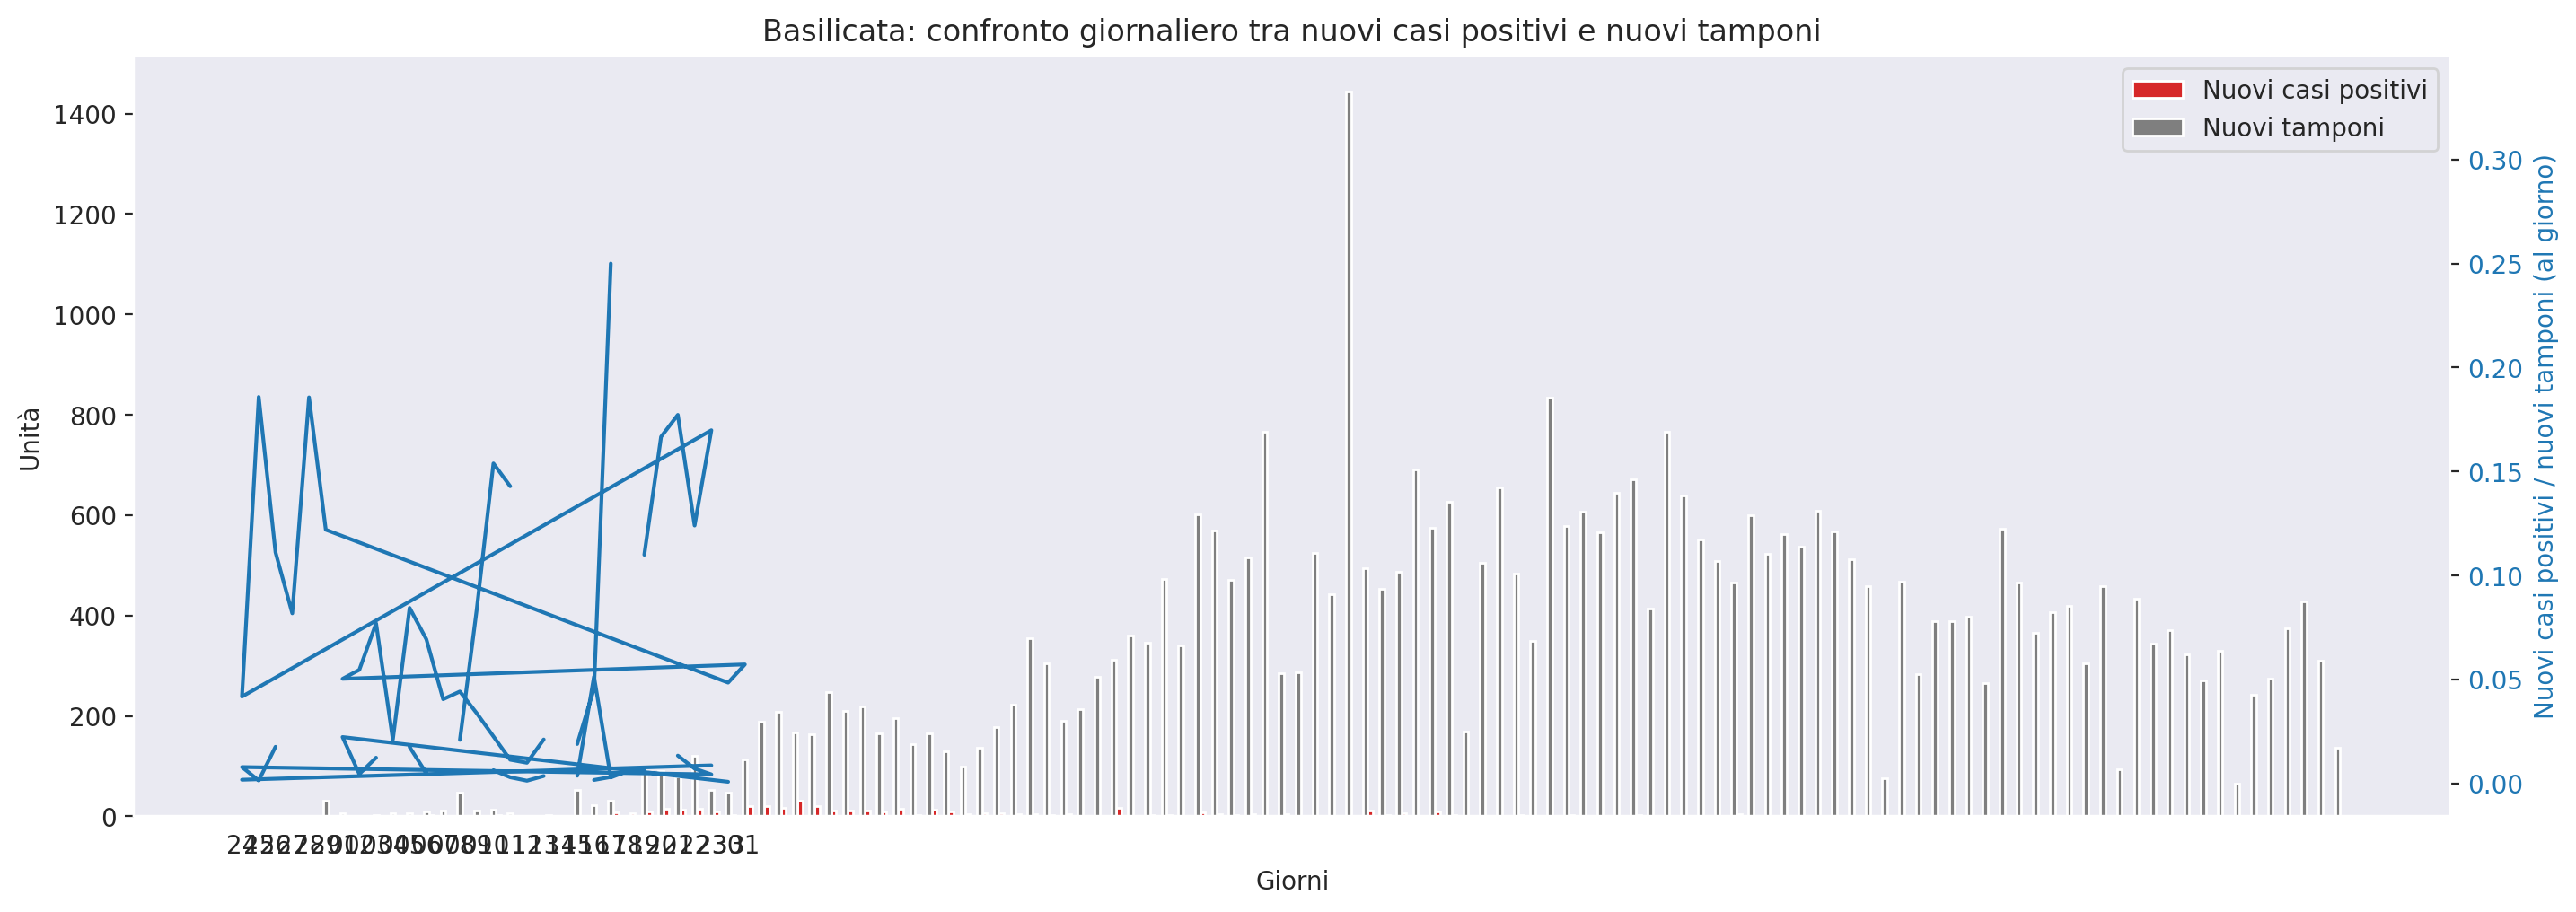 Basilicata: confronto giornaliero tra nuovi casi positivi e nuovi tamponi
Nuovi casi positivi
Nuovi tamponi
1400
1200
1000
800
600
400
200
0
Unità
0.30
0.25
0.20
0.15
0.10
0.05
0.00
Nuovi casi positivi / nuovi tamponi (al giorno)
Giorni